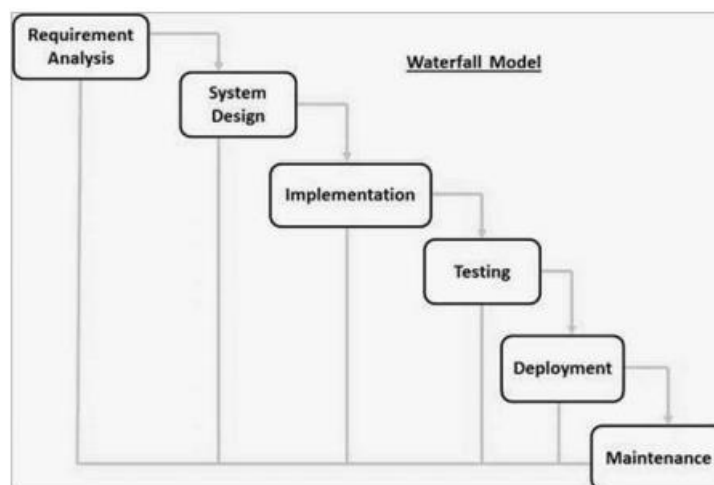 Requirement
Analysis
Waterfall Model
System
Design
Implementation
Testing
Deployment
Maintenance